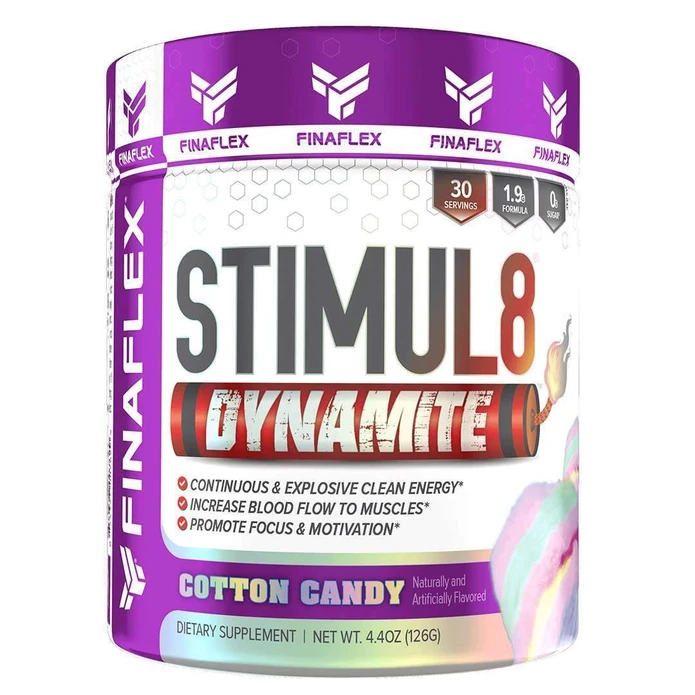 FINAFLEX
FINAFLEX
FINAFLEX
FINAFLEX
FINAFLEX
FINAFLEX®
30
SERVINGS
1.9g
FORMULA
0g
SUGAR
STIMUL8®
DYNAMITE
CONTINUOUS & EXPLOSIVE CLEAN ENERGY*
INCREASE BLOOD FLOW TO MUSCLES*
PROMOTE FOCUS & MOTIVATION*
COTTON CANDY
Naturally and
Artificially Flavored
DIETARY SUPPLEMENT | NET WT. 4.4OZ (126G)